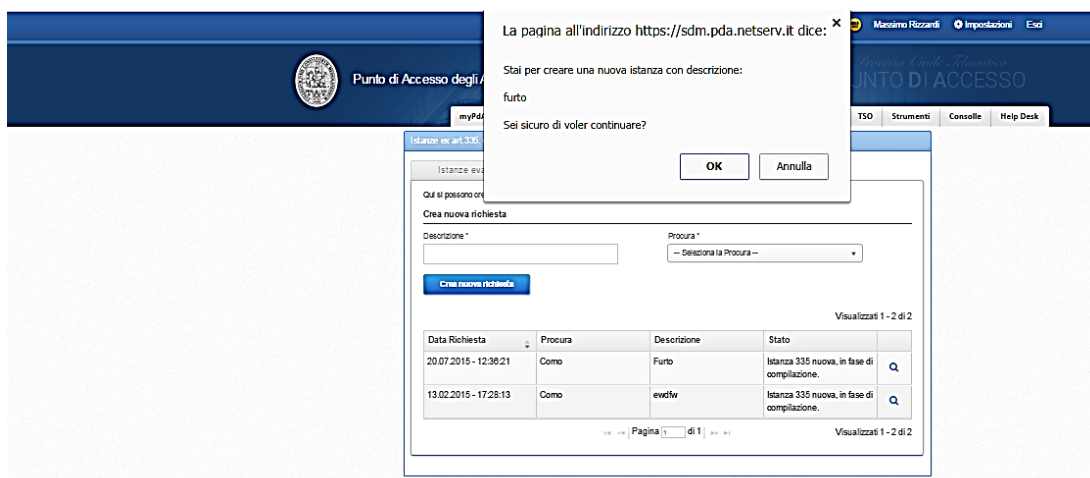 La pagina all'indirizzo https://sdm.pda.netserv.it dice:
Stai per creare una nuova istanza con descrizione:
furto
Sei sicuro di voler continuare?
OK Annulla
Massimo Rizzardi Impostazioni Esci
Punto di Accesso degli
Processo Civile Telematico
UNTO DI ACCESSO
myPdA TSO Strumenti Consolle Help Desk
Istanze ex art.335.
Istanze eva
Qui si possono cre
Crea nuova richiesta
Descrizione * Procura *
-- Seleziona la Procura --
Crea nuova richiesta
Visualizzati 1 - 2 di 2
Data Richiesta Procura Descrizione Stato
20.07.2015 - 12:36:21 Como Furto Istanza 335 nuova, in fase di
compilazione.
13.02.2015 - 17:28:13 Como ewdfw Istanza 335 nuova, in fase di
compilazione.
Pagina 1 di 1 Visualizzati 1 - 2 di 2